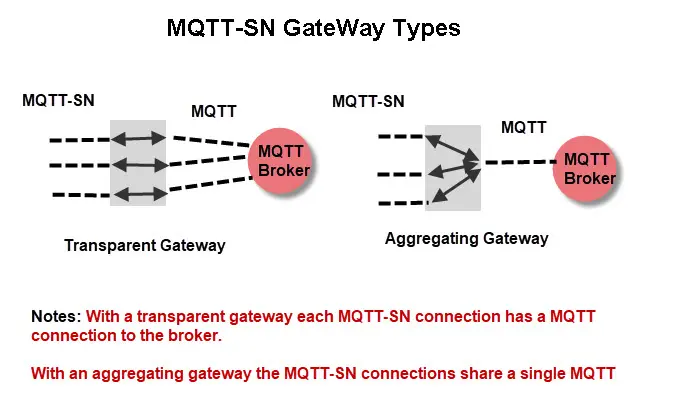 MQTT-SN GateWay Types
MQTT-SN
MQTT
MQTT
Broker
Transparent Gateway
MQTT-SN
MQTT
MQTT
Broker
Aggregating Gateway
Notes: With a transparent gateway each MQTT-SN connection has a MQTT
connection to the broker.
With an aggregating gateway the MQTT-SN connections share a single MQTT